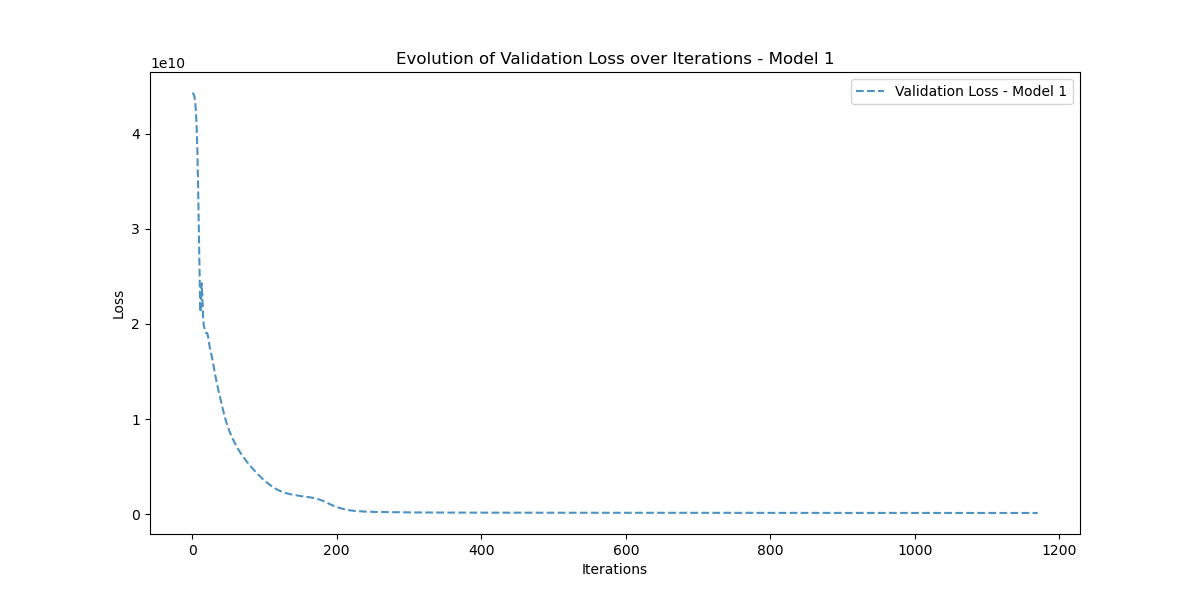 Evolution of Validation Loss over Iterations - Model 1
1e10
Validation Loss - Model 1
4
3
2
1
0
Loss
0 200 400 600 800 1000 1200
Iterations